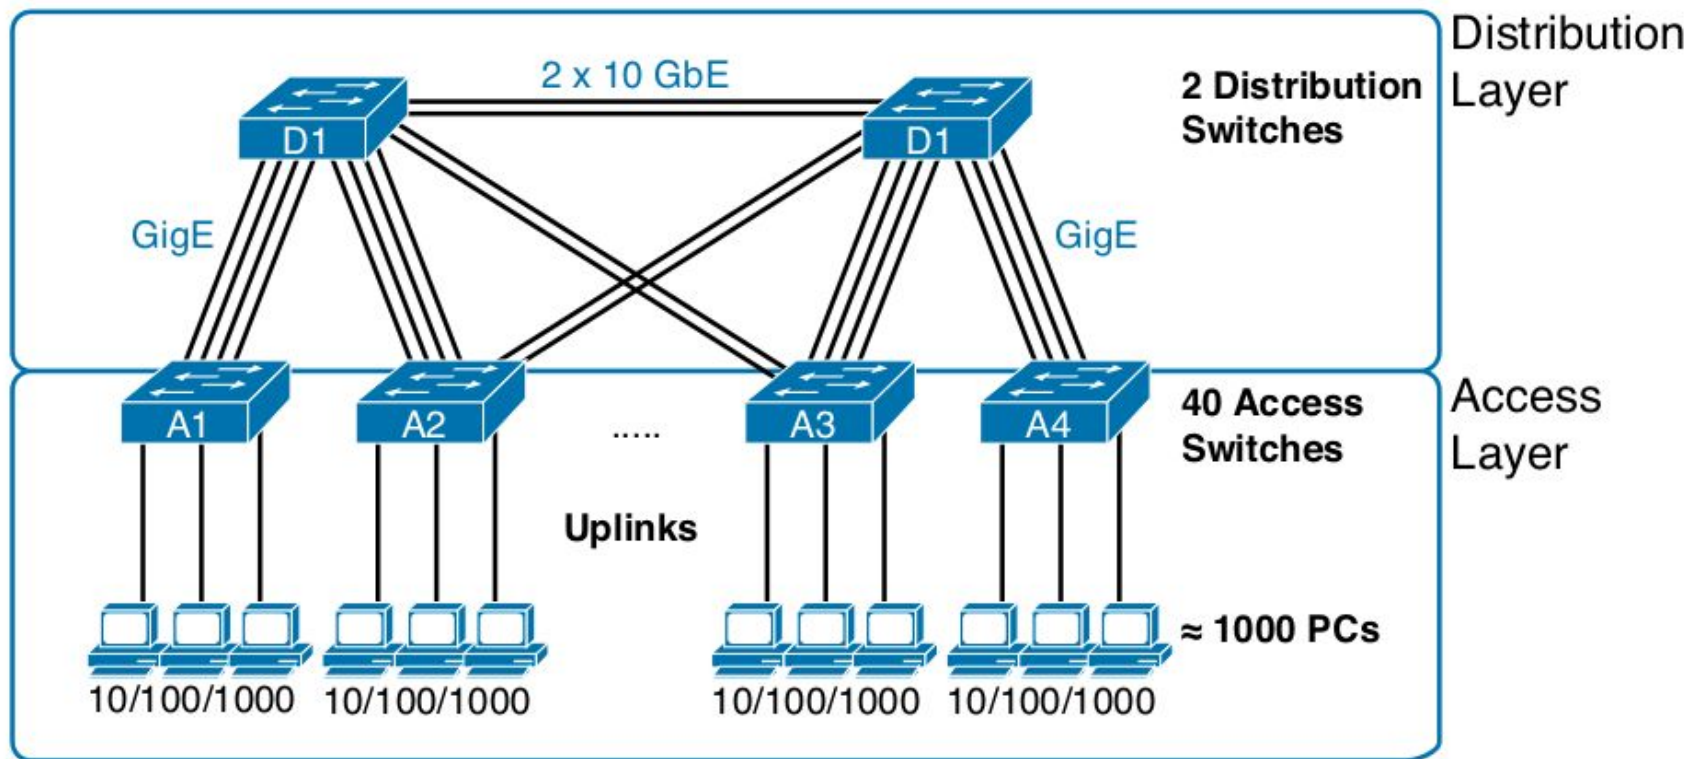 Distribution
Layer
2 x 10 GbE
2 Distribution
Switches
D1
D1
GigE
GigE
Access
Layer
40 Access
Switches
A1
A2
.....
A3
A4
Uplinks
≈ 1000 PCs
10/100/1000
10/100/1000
10/100/1000
10/100/1000